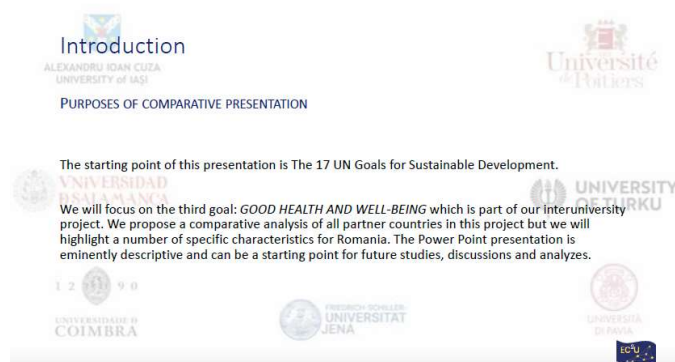 Introduction
ALEXANDRU IOAN CUZA
UNIVERSITY of IAȘI
Université
de Poitiers
PURPOSES OF COMPARATIVE PRESENTATION
The starting point of this presentation is The 17 UN Goals for Sustainable Development.
VNiVERSIDAD
D SALAMANCA
UNIVERSITY
OF TURKU
We will focus on the third goal: GOOD HEALTH AND WELL-BEING which is part of our interuniversity
project. We propose a comparative analysis of all partner countries in this project but we will
highlight a number of specific characteristics for Romania. The Power Point presentation is
eminently descriptive and can be a starting point for future studies, discussions and analyzes.
1 2 9 0
UNIVERSIDADE D
COIMBRA
FRIEDRICH-SCHILLER-
UNIVERSITÄT
JENA
UNIVERSITÀ
DI PAVIA
EC²U